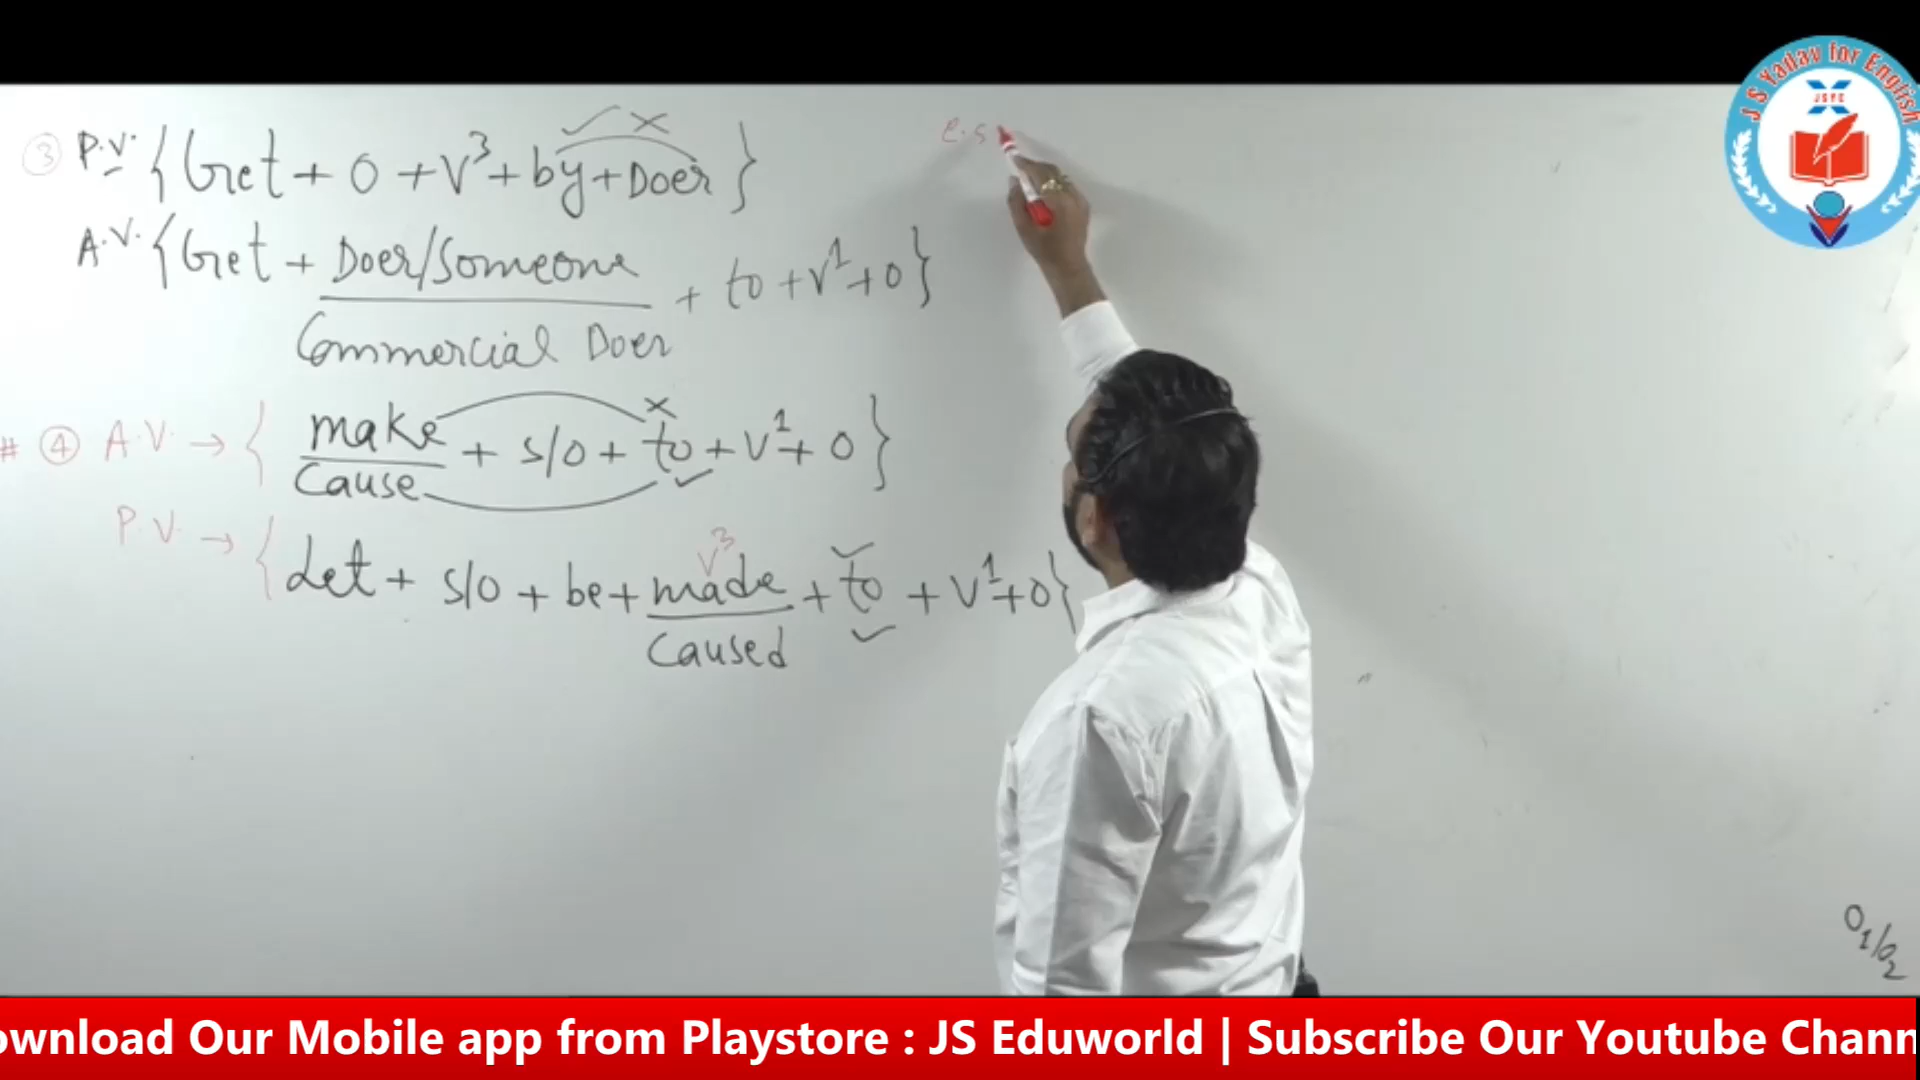 ③ P.V. { Get + O + V³ + by + Doer } ✓ ×
A.V. { Get + Doer/Someone + to + V¹ + O }
Commercial Doer
# ④ A.V. → { make + s/o + to + V¹ + O } ×
Cause ✓
P.V. → { Let + s/o + be + made + to + V¹ + O } V³ ✓
caused ✓
e.g
J S Yadav for English
JSYC
O₁/O₂
ownload Our Mobile app from Playstore : JS Eduworld | Subscribe Our Youtube Chann